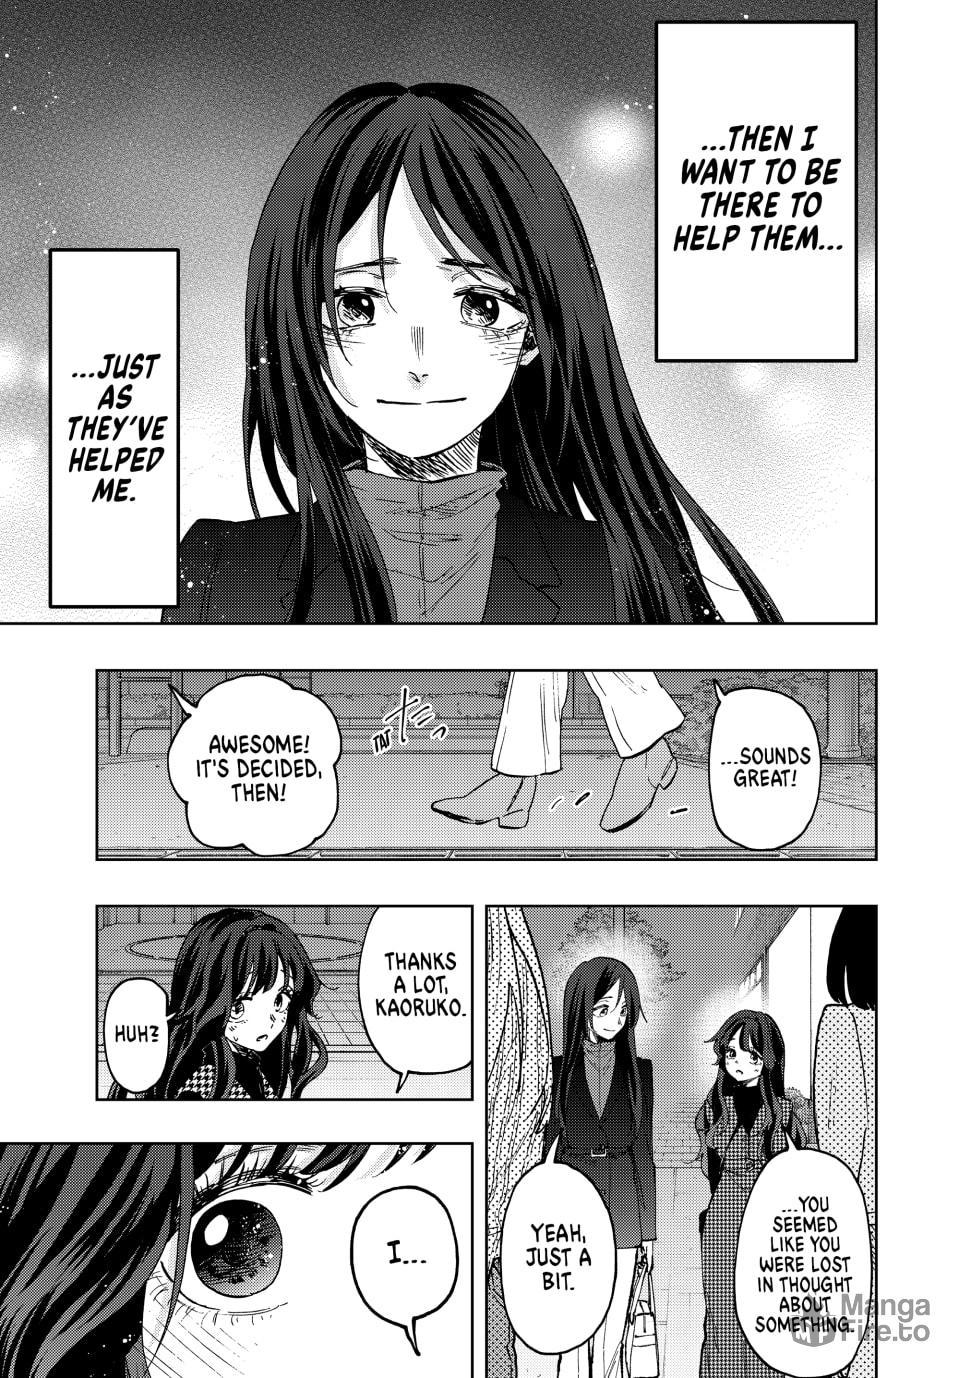 ...THEN I
WANT TO BE
THERE TO
HELP THEM...
...JUST
AS
THEY'VE
HELPED
ME.
...SOUNDS
GREAT!
TAT
AWESOME!
IT'S DECIDED,
THEN!
...YOU
SEEMED
LIKE YOU
WERE LOST
IN THOUGHT
ABOUT
SOMETHING.
YEAH,
JUST A
BIT.
THANKS
A LOT,
KAORUKO.
HUH?
I...
Manga
Fire.to